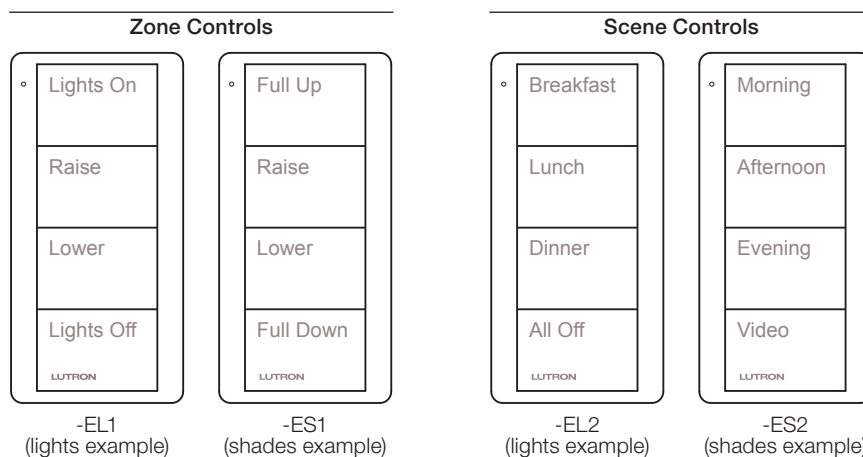 Zone Controls
Scene Controls
Lights On
Raise
Lower
Lights Off
LUTRON
-EL1
(lights example)
Full Up
Raise
Lower
Full Down
LUTRON
-ES1
(shades example)
Breakfast
Lunch
Dinner
All Off
LUTRON
-EL2
(lights example)
Morning
Afternoon
Evening
Video
LUTRON
-ES2
(shades example)